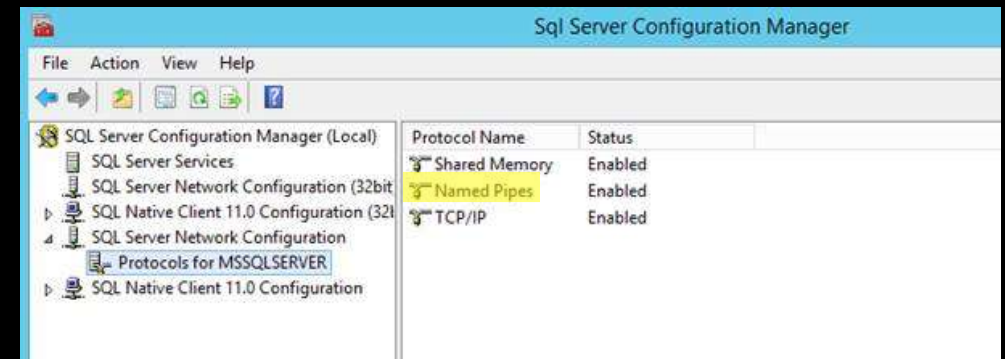 Sql Server Configuration Manager
File Action View Help
SQL Server Configuration Manager (Local)
SQL Server Services
SQL Server Network Configuration (32bit
SQL Native Client 11.0 Configuration (32b
SQL Server Network Configuration
Protocols for MSSQLSERVER
SQL Native Client 11.0 Configuration
Protocol Name Status
Shared Memory Enabled
Named Pipes Enabled
TCP/IP Enabled